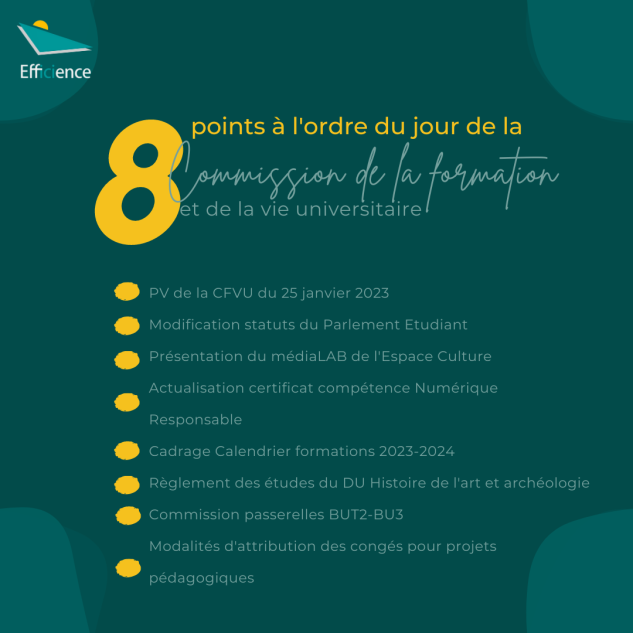 Efficience
8 points à l'ordre du jour de la
Commission de la formation
et de la vie universitaire
PV de la CFVU du 25 janvier 2023
Modification statuts du Parlement Etudiant
Présentation du médiaLAB de l'Espace Culture
Actualisation certificat compétence Numérique
Responsable
Cadrage Calendrier formations 2023-2024
Règlement des études du DU Histoire de l'art et archéologie
Commission passerelles BUT2-BU3
Modalités d'attribution des congés pour projets
pédagogiques